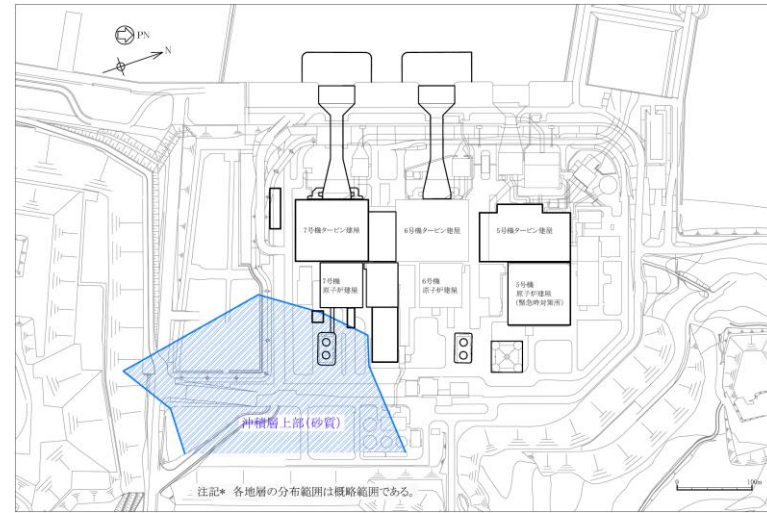 PN
N
7号機タービン建屋
6号機タービン建屋
5号機タービン建屋
7号機
原子炉建屋
6号機
原子炉建屋
5号機
原子炉建屋
(緊急時対策所)
沖積層上部(砂質)
注記* 各地層の分布範囲は概略範囲である。
0
100m